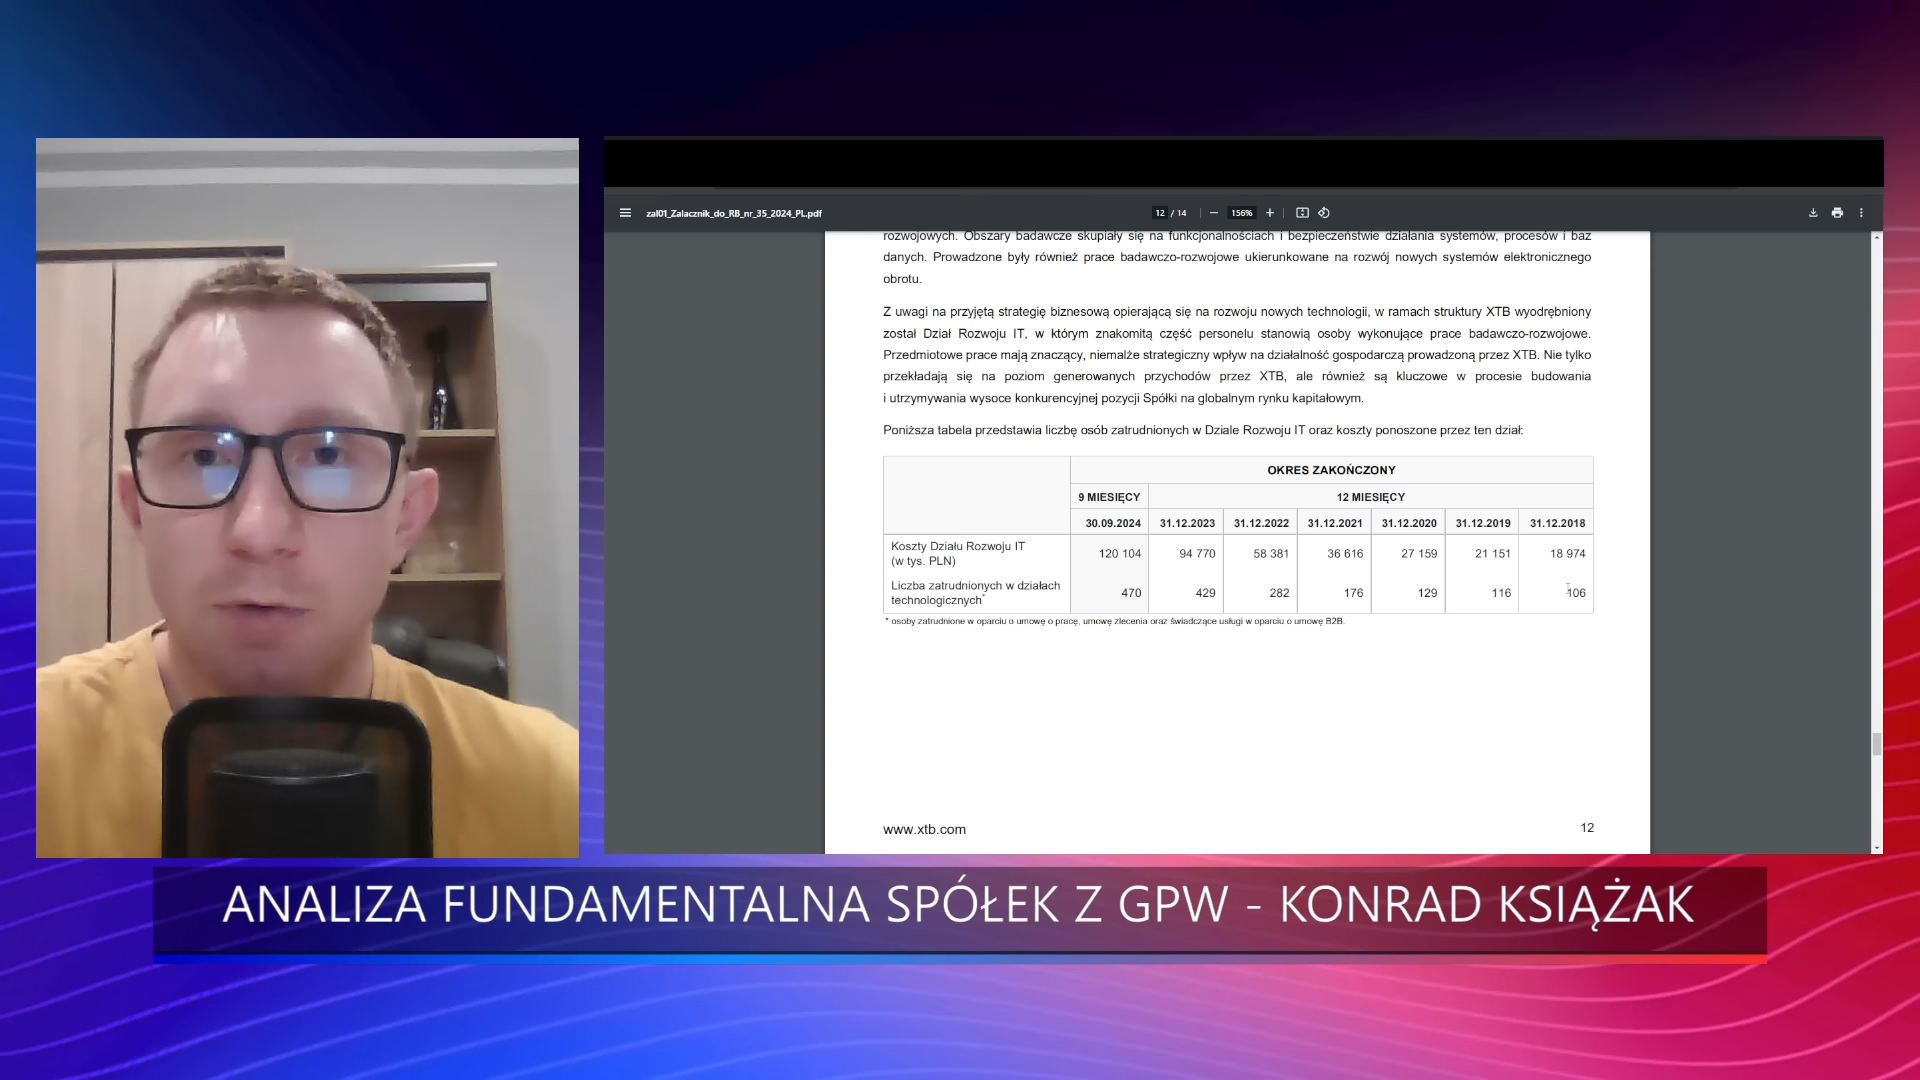 zal01_Zalacznik_do_RB_nr_35_2024_PL.pdf
12 / 14
156%
rozwojowych. Obszary badawcze skupiały się na funkcjonalnościach i bezpieczeństwie działania systemów, procesów i baz
danych. Prowadzone były również prace badawczo-rozwojowe ukierunkowane na rozwój nowych systemów elektronicznego
obrotu.
Z uwagi na przyjętą strategię biznesową opierającą się na rozwoju nowych technologii, w ramach struktury XTB wyodrębniony
został Dział Rozwoju IT, w którym znakomitą część personelu stanowią osoby wykonujące prace badawczo-rozwojowe.
Przedmiotowe prace mają znaczący, niemalże strategiczny wpływ na działalność gospodarczą prowadzoną przez XTB. Nie tylko
przekładają się na poziom generowanych przychodów przez XTB, ale również są kluczowe w procesie budowania
i utrzymywania wysoce konkurencyjnej pozycji Spółki na globalnym rynku kapitałowym.
Poniższa tabela przedstawia liczbę osób zatrudnionych w Dziale Rozwoju IT oraz koszty ponoszone przez ten dział:
OKRES ZAKOŃCZONY
9 MIESIĘCY 12 MIESIĘCY
30.09.2024 31.12.2023 31.12.2022 31.12.2021 31.12.2020 31.12.2019 31.12.2018
Koszty Działu Rozwoju IT
(w tys. PLN) 120 104 94 770 58 381 36 616 27 159 21 151 18 974
Liczba zatrudnionych w działach
technologicznych* 470 429 282 176 129 116 106
* osoby zatrudnione w oparciu o umowę o pracę, umowę zlecenia oraz świadczące usługi w oparciu o umowę B2B.
www.xtb.com 12
ANALIZA FUNDAMENTALNA SPÓŁEK Z GPW - KONRAD KSIĄŻAK